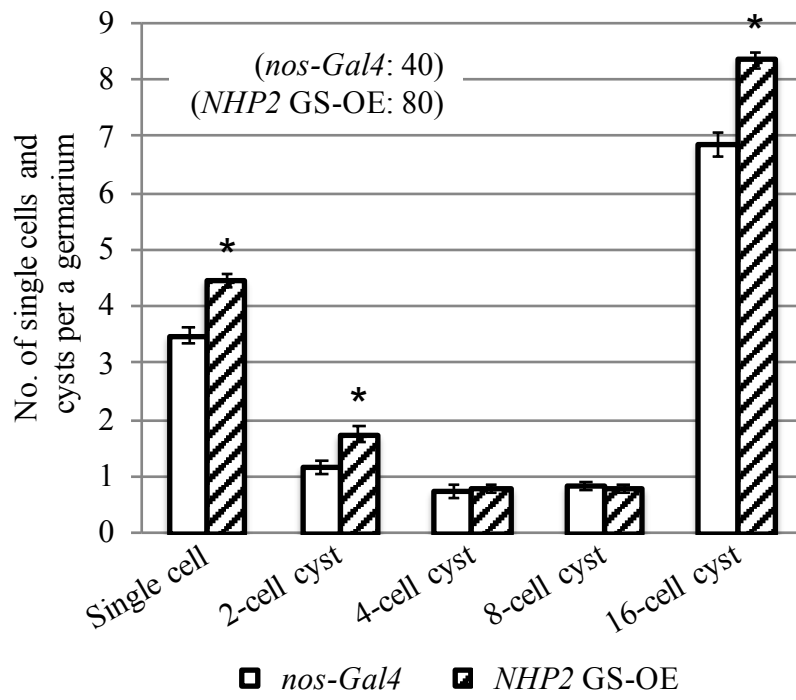 No. of single cells and
cysts per a germarium
9
8
7
6
5
4
3
2
1
0
(nos-Gal4: 40)
(NHP2 GS-OE: 80)
*
*
*
Single cell
2-cell cyst
4-cell cyst
8-cell cyst
16-cell cyst
nos-Gal4 NHP2 GS-OE